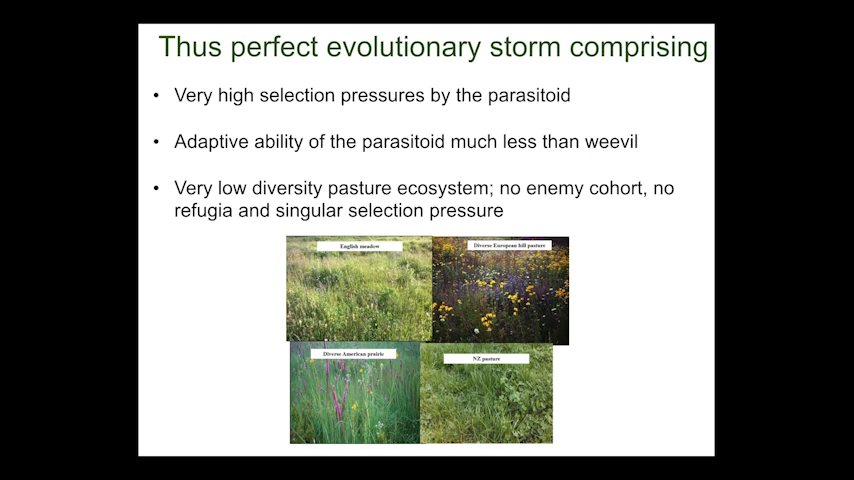 Thus perfect evolutionary storm comprising
• Very high selection pressures by the parasitoid
• Adaptive ability of the parasitoid much less than weevil
• Very low diversity pasture ecosystem; no enemy cohort, no
refugia and singular selection pressure
English meadow
Diverse European hill pasture
Diverse American prairie
NZ pasture